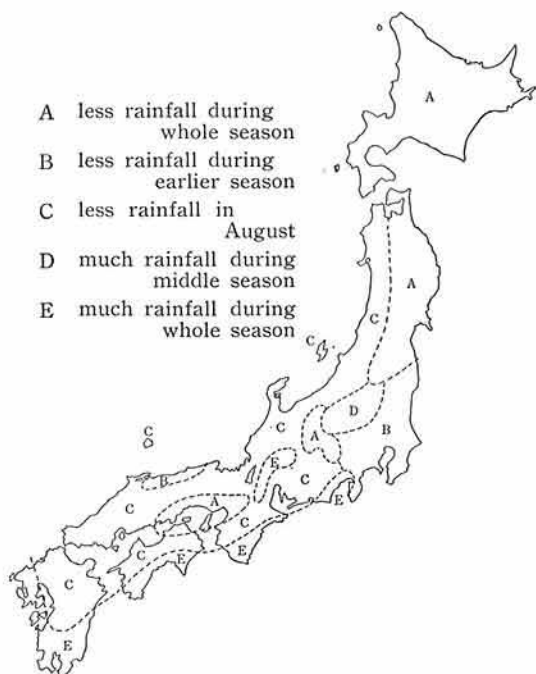 A less rainfall during
whole season
B less rainfall during
earlier season
C less rainfall in
August
D much rainfall during
middle season
E much rainfall during
whole season
A
A
C
C
D
C
A
B
C
E
B
C
E
A
C
C
C
E
E
C
E